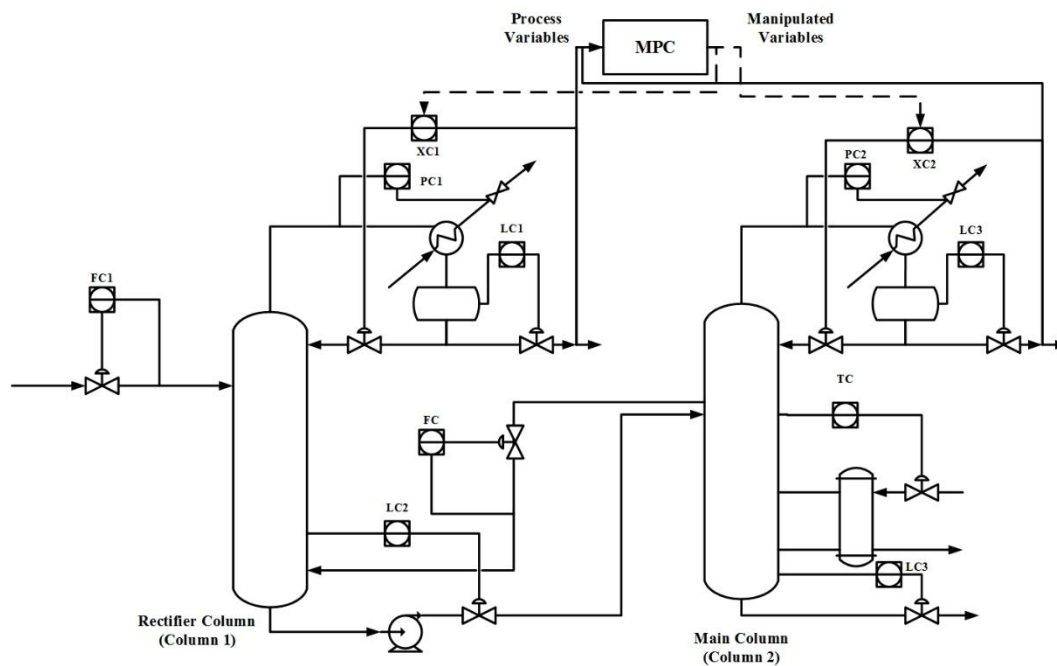 Process
Variables
MPC
Manipulated
Variables
XC1
XC2
PC1
PC2
LC1
LC3
FC1
TC
FC
LC2
LC3
Rectifier Column
(Column 1)
Main Column
(Column 2)